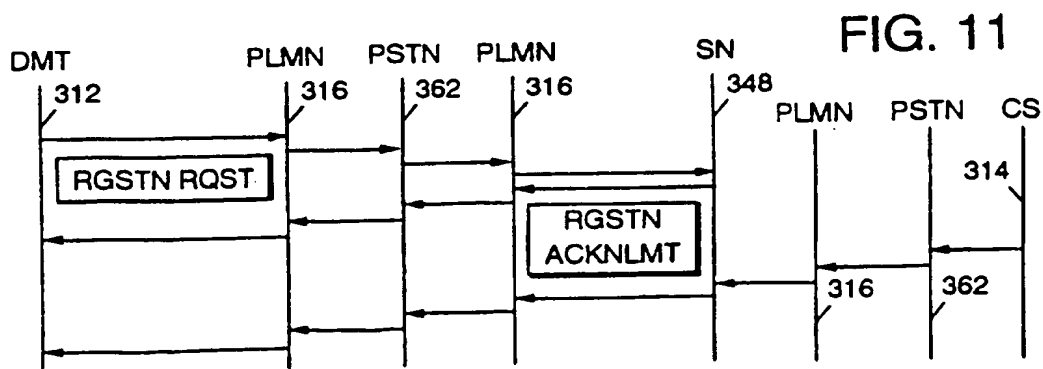 FIG. 11
DMT
PLMN
PSTN
PLMN
SN
312
316
362
316
348
PLMN
PSTN
CS
314
RGSTN RQST
RGSTN
ACKNLMT
316
362